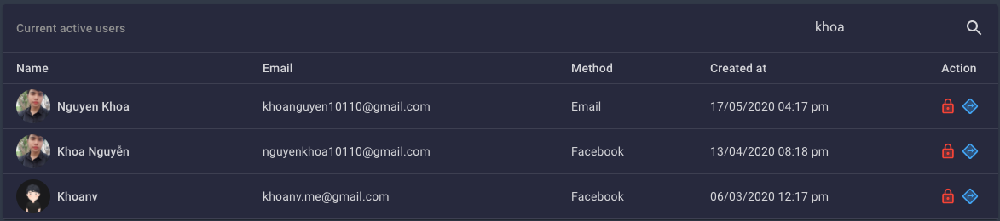 Current active users khoa
Name Email Method Created at Action
Nguyen Khoa khoanguyen10110@gmail.com Email 17/05/2020 04:17 pm
Khoa Nguyễn nguyenkhoa10110@gmail.com Facebook 13/04/2020 08:18 pm
Khoanv khoanv.me@gmail.com Facebook 06/03/2020 12:17 pm